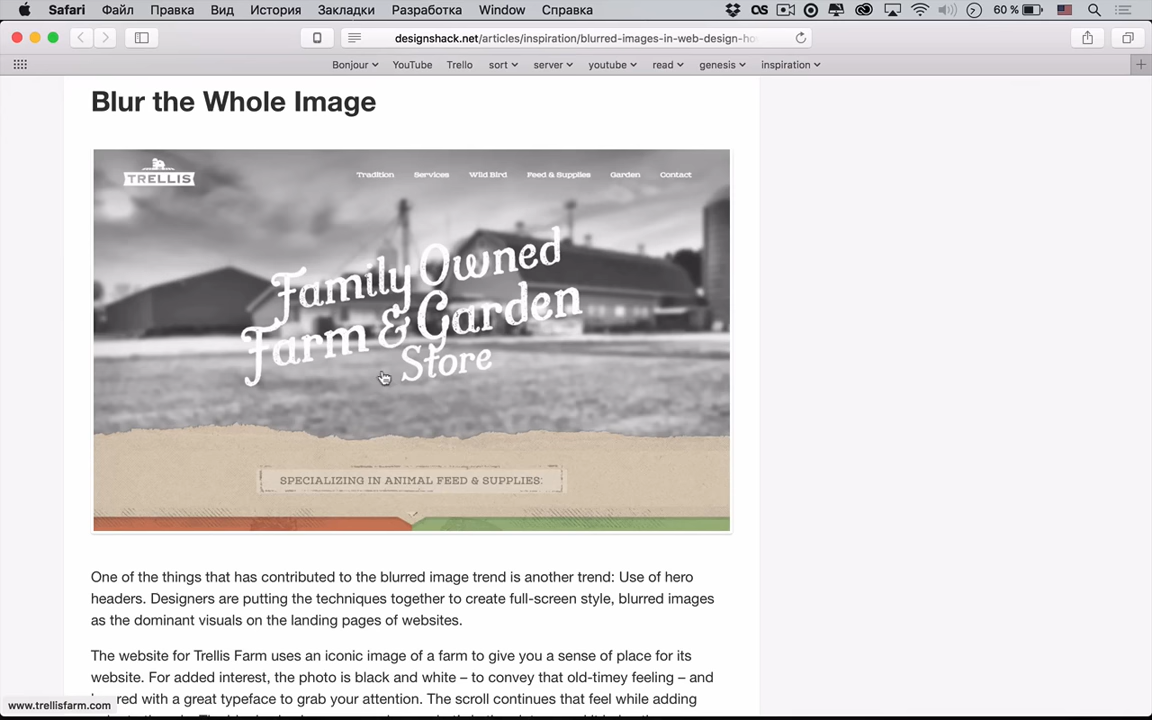 Safari Файл Правка Вид История Закладки Разработка Window Справка 60 %
designshack.net/articles/inspiration/blurred-images-in-web-design-ho
Bonjour YouTube Trello sort server youtube read genesis inspiration
Blur the Whole Image
TRELLIS
Tradition Services Wild Bird Feed & Supplies Garden Contact
Family Owned
Farm & Garden
Store
SPECIALIZING IN ANIMAL FEED & SUPPLIES:
One of the things that has contributed to the blurred image trend is another trend: Use of hero
headers. Designers are putting the techniques together to create full-screen style, blurred images
as the dominant visuals on the landing pages of websites.
The website for Trellis Farm uses an iconic image of a farm to give you a sense of place for its
website. For added interest, the photo is black and white – to convey that old-timey feeling – and
red with a great typeface to grab your attention. The scroll continues that feel while adding
www.trellisfarm.com